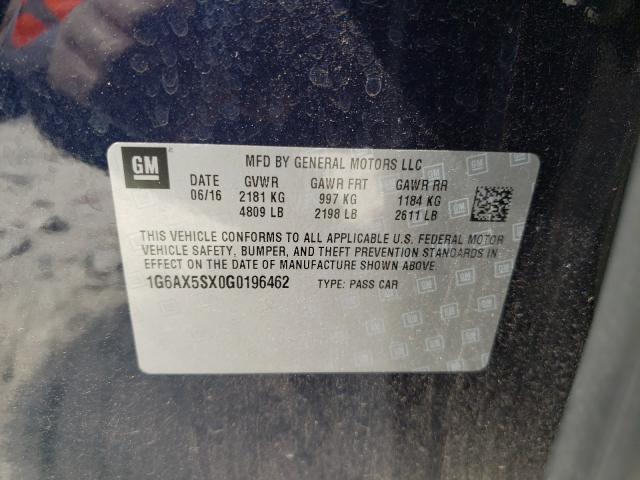 GM
MFD BY GENERAL MOTORS LLC
DATE GVWR GAWR FRT GAWR RR
06/16 2181 KG 997 KG 1184 KG
4809 LB 2198 LB 2611 LB
THIS VEHICLE CONFORMS TO ALL APPLICABLE U.S. FEDERAL MOTOR
VEHICLE SAFETY, BUMPER, AND THEFT PREVENTION STANDARDS IN
EFFECT ON THE DATE OF MANUFACTURE SHOWN ABOVE.
1G6AX5SX0G0196462 TYPE: PASS CAR